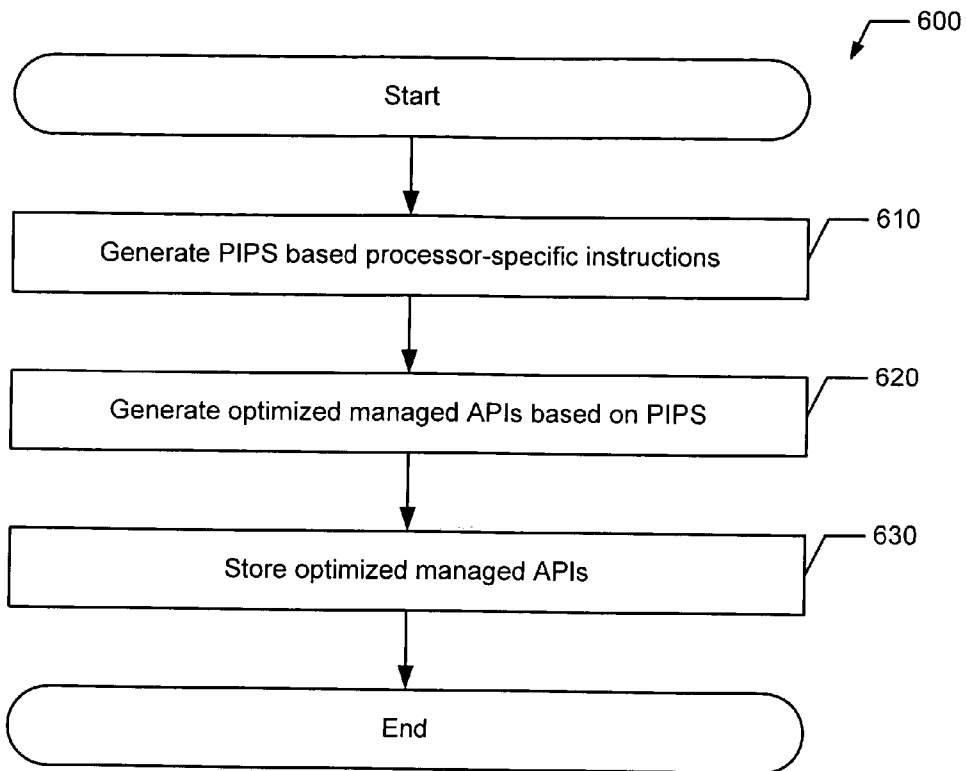 600
Start
Generate PIPS based processor-specific instructions
610
Generate optimized managed APIs based on PIPS
620
Store optimized managed APIs
630
End